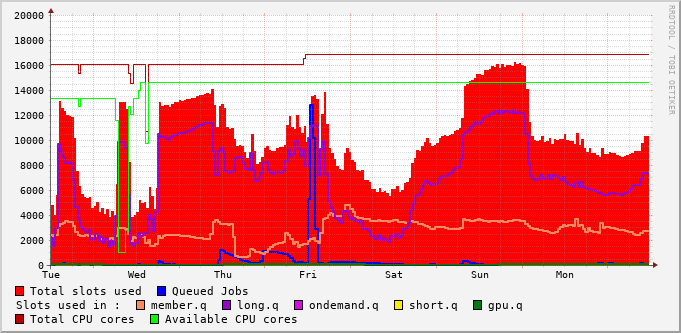 RRDTOOL / TOBI OETIKER
20000
18000
16000
14000
12000
10000
8000
6000
4000
2000
0
Tue Wed Thu Fri Sat Sun Mon
Total slots used Queued Jobs
Slots used in : member.q long.q ondemand.q short.q gpu.q
Total CPU cores Available CPU cores